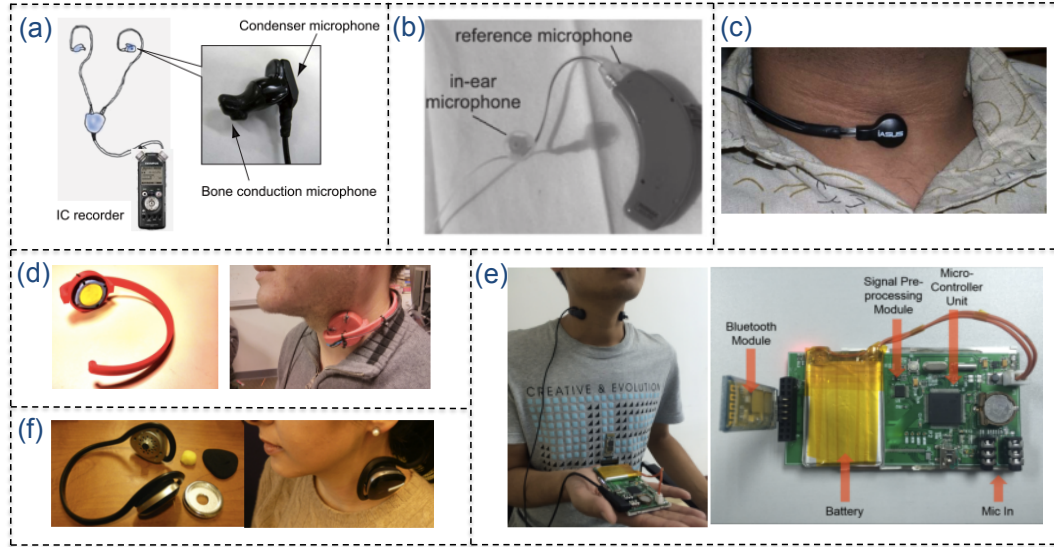 (a)
Condenser microphone
Bone conduction microphone
IC recorder
(b)
reference microphone
in-ear
microphone
(c)
iASUS
(d)
(e)
CREATIVE & EVOLUTION
Signal Pre-
processing
Module
Micro-
Controller
Unit
Bluetooth
Module
Battery
Mic In
(f)